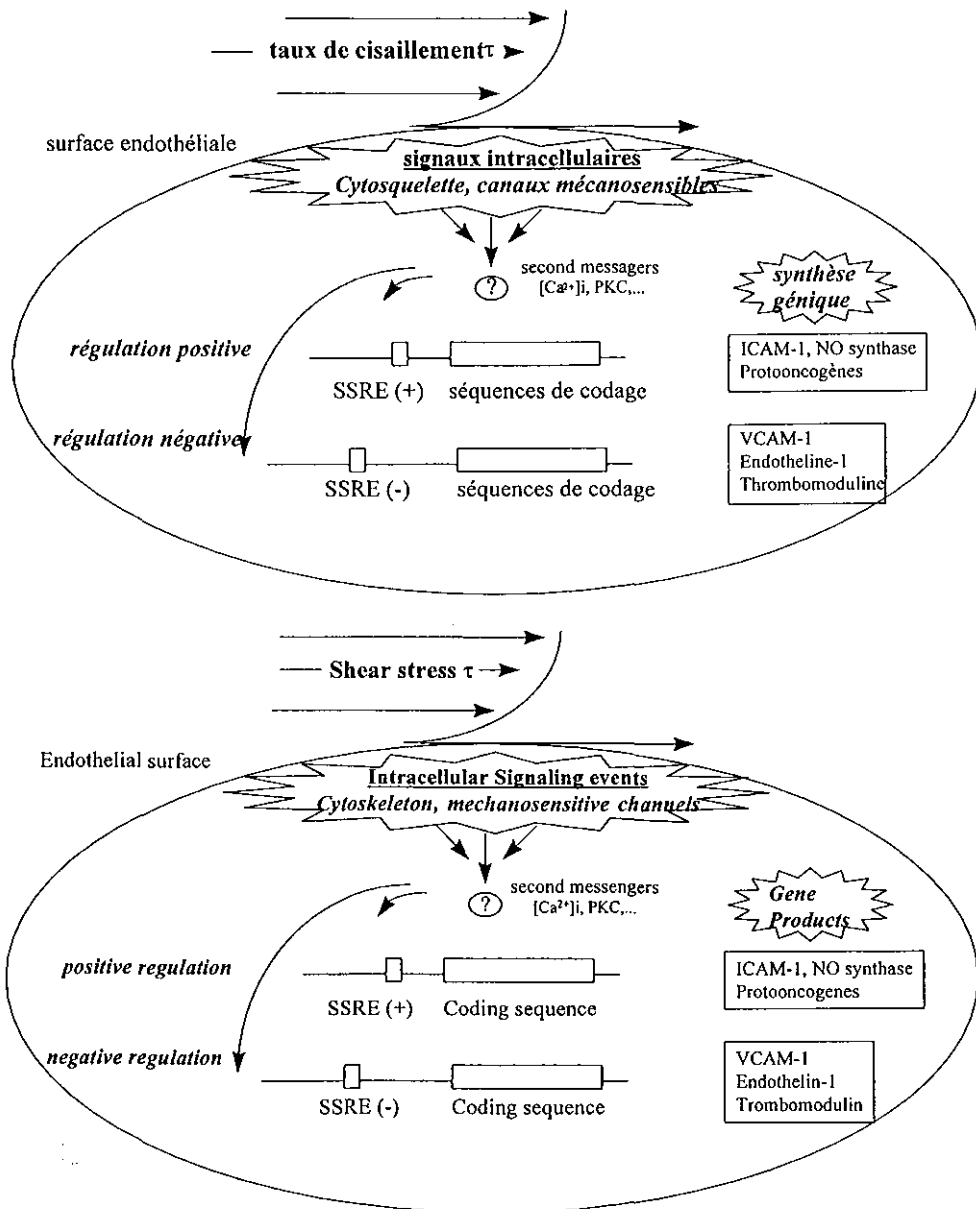 taux de cisaillementτ
surface endothéliale
signaux intracellulaires
Cytosquelette, canaux mécanosensibles
second messagers
[Ca²⁺]i, PKC,...
?
synthèse
génique
régulation positive
SSRE (+) séquences de codage
ICAM-1, NO synthase
Protooncogènes
régulation négative
SSRE (-) séquences de codage
VCAM-1
Endotheline-1
Thrombomoduline
Shear stress τ
Endothelial surface
Intracellular Signaling events
Cytoskeleton, mechanosensitive channels
second messengers
[Ca²⁺]i, PKC,...
?
Gene
Products
positive regulation
SSRE (+) Coding sequence
ICAM-1, NO synthase
Protooncogenes
negative regulation
SSRE (-) Coding sequence
VCAM-1
Endothelin-1
Trombomodulin